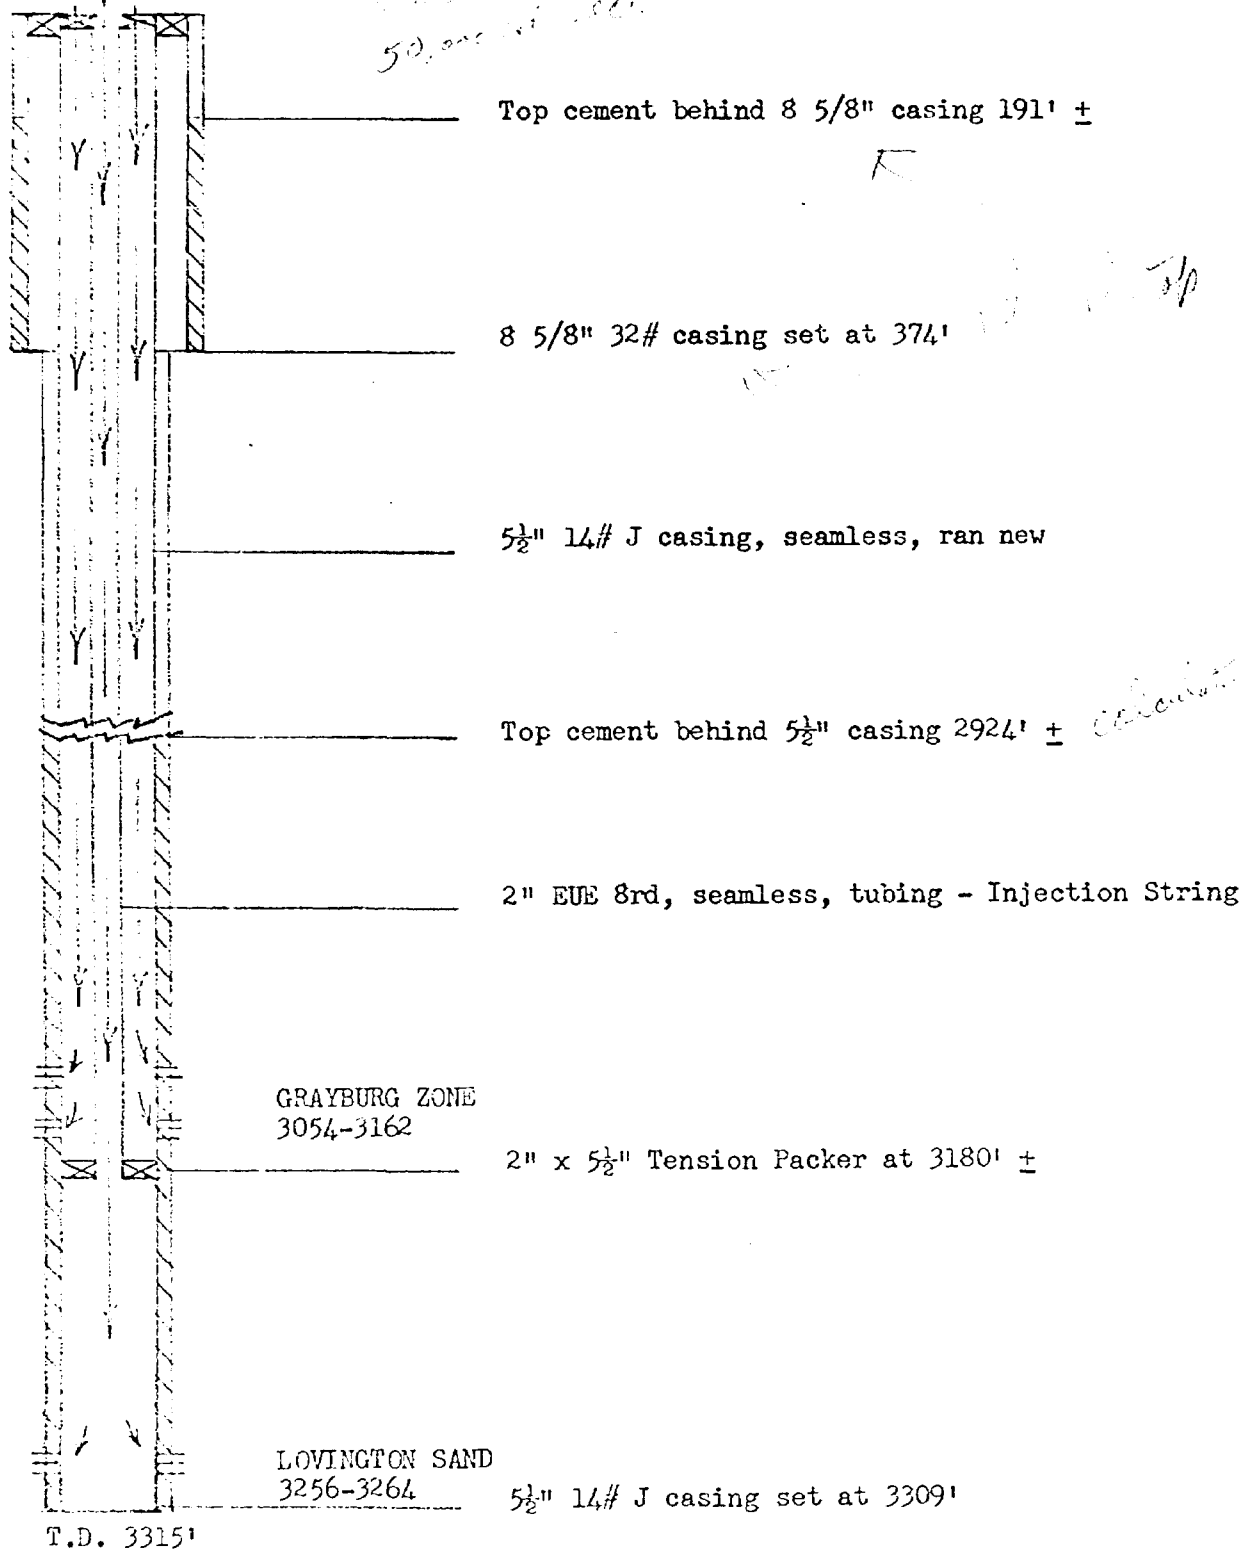 50,000
Top cement behind 8 5/8" casing 191' ±
Top
8 5/8" 32# casing set at 374'
5½" 14# J casing, seamless, ran new
Top cement behind 5½" casing 2924' ±
2" EUE 8rd, seamless, tubing - Injection String
GRAYBURG ZONE
3054-3162
2" x 5½" Tension Packer at 3180' ±
LOVINGTON SAND
3256-3264
5½" 14# J casing set at 3309'
T.D. 3315'